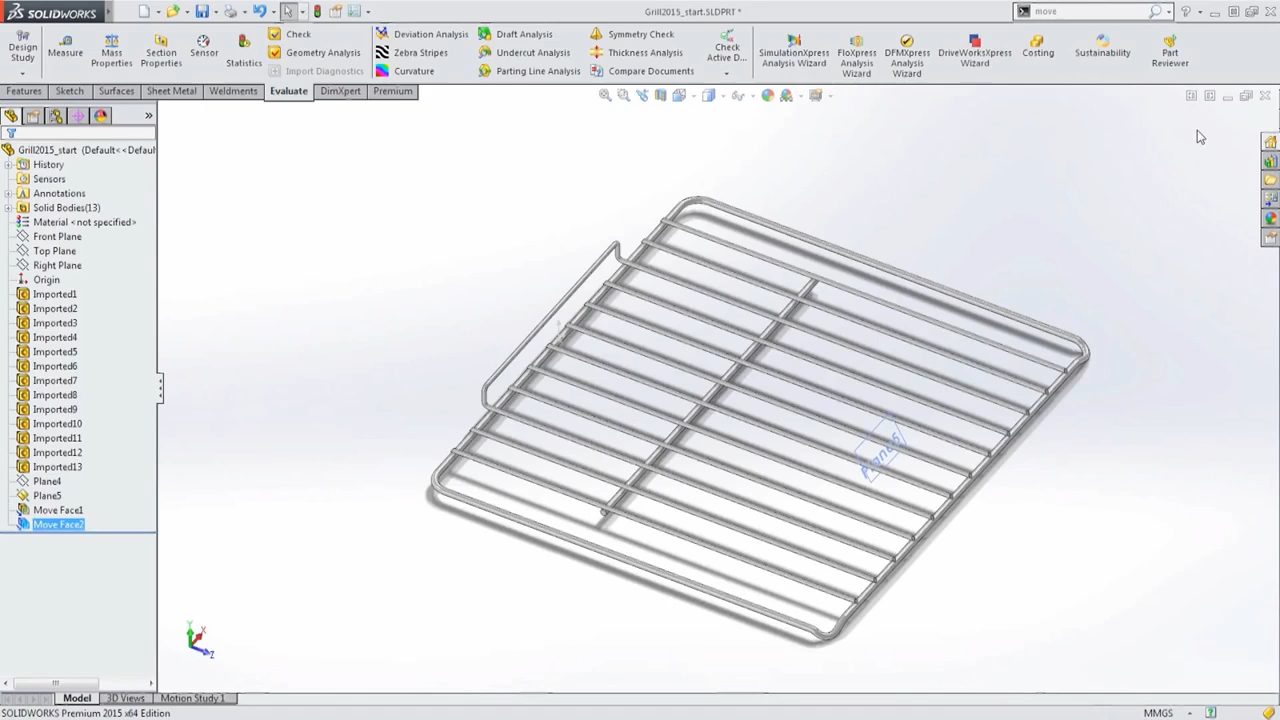 SOLIDWORKS
Grill2015_start.SLDPRT *
move
Design Study
Measure
Mass Properties
Section Properties
Sensor
Statistics
Check
Geometry Analysis
Import Diagnostics
Deviation Analysis
Zebra Stripes
Curvature
Draft Analysis
Undercut Analysis
Parting Line Analysis
Symmetry Check
Thickness Analysis
Compare Documents
Check Active D...
SimulationXpress Analysis Wizard
FloXpress Analysis Wizard
DFMXpress Analysis Wizard
DriveWorksXpress Wizard
Costing
Sustainability
Part Reviewer
Features
Sketch
Surfaces
Sheet Metal
Weldments
Evaluate
DimXpert
Premium
Grill2015_start (Default<<Defaul
History
Sensors
Annotations
Solid Bodies(13)
Material <not specified>
Front Plane
Top Plane
Right Plane
Origin
Imported1
Imported2
Imported3
Imported4
Imported5
Imported6
Imported7
Imported8
Imported9
Imported10
Imported11
Imported12
Imported13
Plane4
Plane5
Move Face1
Move Face2
Y
X
Z
Model
3D Views
Motion Study 1
SOLIDWORKS Premium 2015 x64 Edition
MMGS